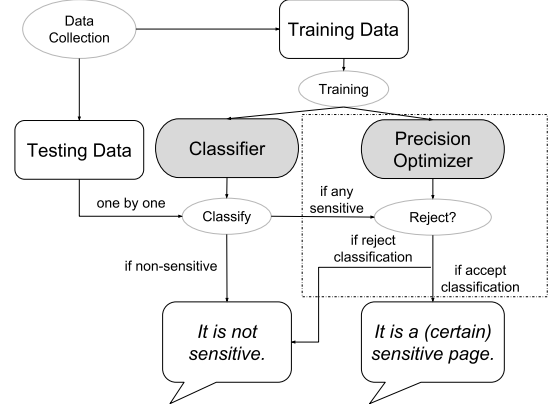 Data
Collection
Training Data
Training
Testing Data
Classifier
Precision
Optimizer
one by one
Classify
if any
sensitive
Reject?
if non-sensitive
if reject
classification
if accept
classification
It is not
sensitive.
It is a (certain)
sensitive page.